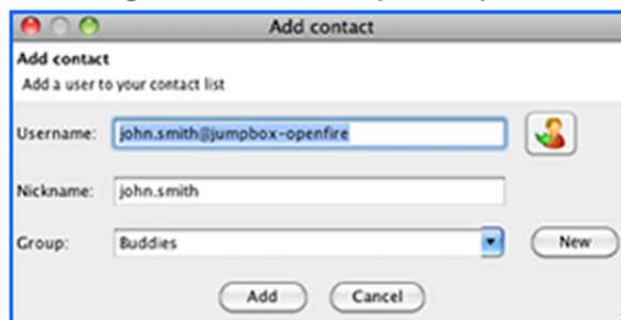 Add contact
Add contact
Add a user to your contact list
Username: john.smith@jumpbox-openfire
Nickname: john.smith
Group: Buddies New
Add Cancel